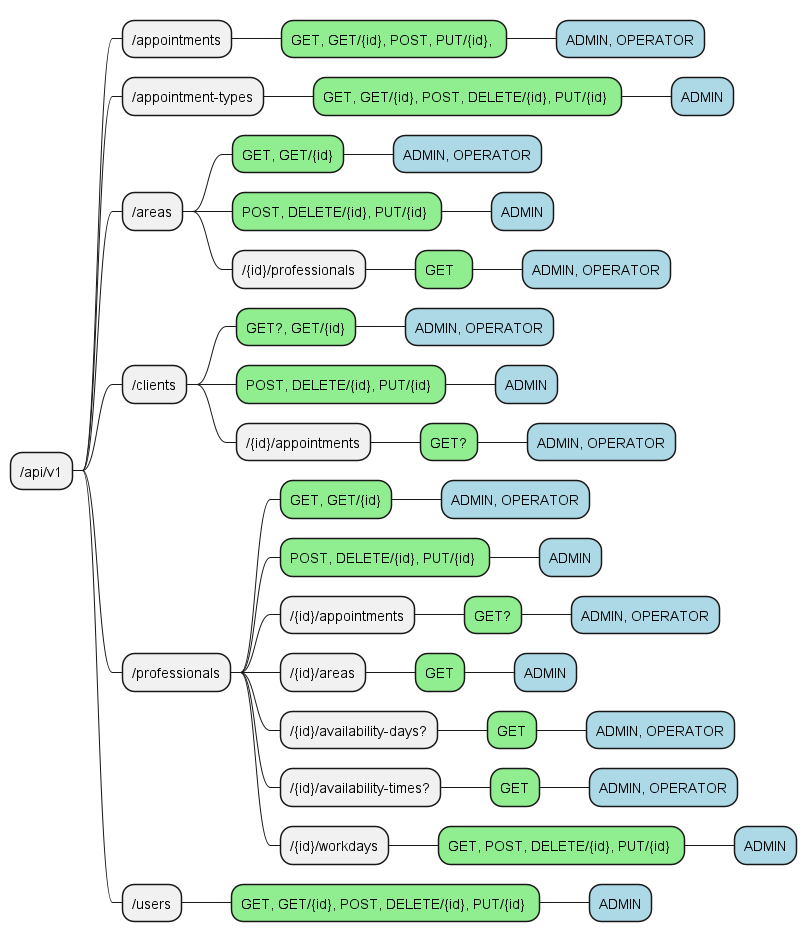 /appointments
GET, GET/{id}, POST, PUT/{id},
ADMIN, OPERATOR
/appointment-types
GET, GET/{id}, POST, DELETE/{id}, PUT/{id}
ADMIN
/areas
GET, GET/{id}
ADMIN, OPERATOR
POST, DELETE/{id}, PUT/{id}
ADMIN
/{id}/professionals
GET
ADMIN, OPERATOR
/clients
GET?, GET/{id}
ADMIN, OPERATOR
POST, DELETE/{id}, PUT/{id}
ADMIN
/{id}/appointments
GET?
ADMIN, OPERATOR
/api/v1
/professionals
GET, GET/{id}
ADMIN, OPERATOR
POST, DELETE/{id}, PUT/{id}
ADMIN
/{id}/appointments
GET?
ADMIN, OPERATOR
/{id}/areas
GET
ADMIN
/{id}/availability-days?
GET
ADMIN, OPERATOR
/{id}/availability-times?
GET
ADMIN, OPERATOR
/{id}/workdays
GET, POST, DELETE/{id}, PUT/{id}
ADMIN
/users
GET, GET/{id}, POST, DELETE/{id}, PUT/{id}
ADMIN